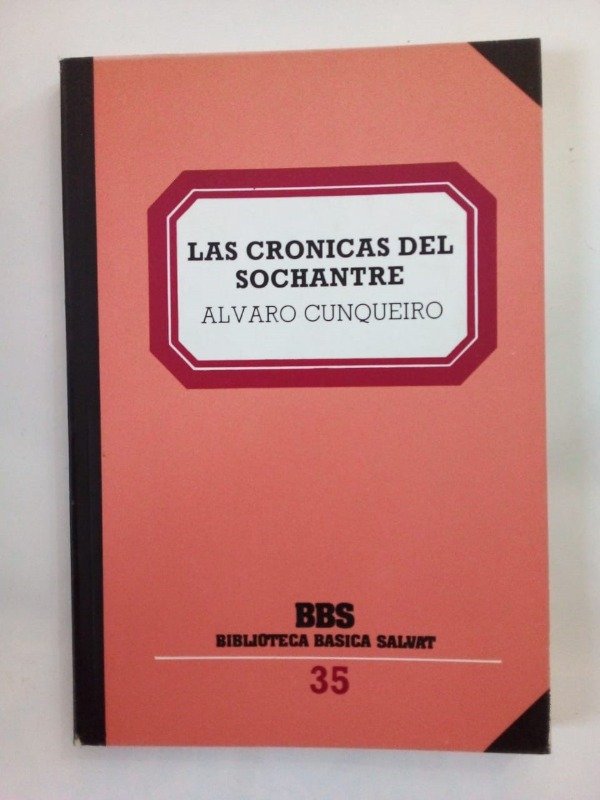 LAS CRONICAS DEL
SOCHANTRE
ALVARO CUNQUEIRO
BBS
BIBLIOTECA BASICA SALVAT
35